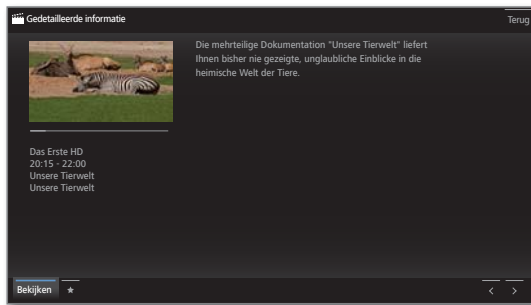 Gedetailleerde informatie
Terug
Die mehrteilige Dokumentation "Unsere Tierwelt" liefert
Ihnen bisher nie gezeigte, unglaubliche Einblicke in die
heimische Welt der Tiere.
Das Erste HD
20:15 - 22:00
Unsere Tierwelt
Unsere Tierwelt
Bekijken ★ < >